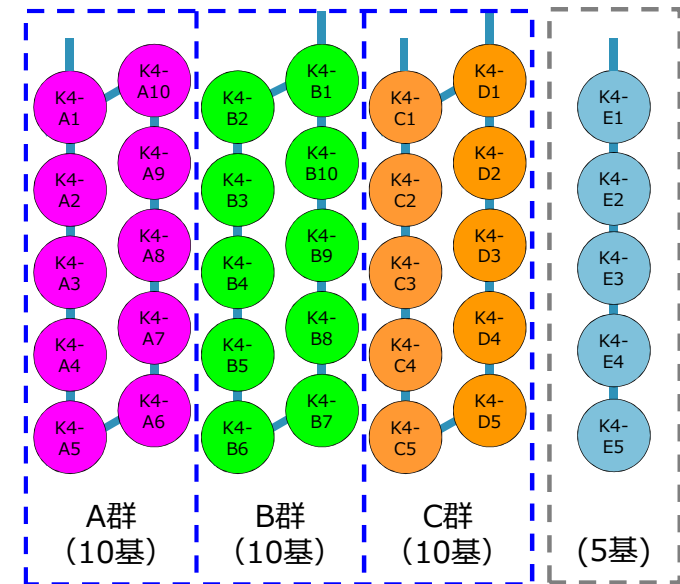 K4-
A1
K4-
A2
K4-
A3
K4-
A4
K4-
A5
K4-
A10
K4-
A9
K4-
A8
K4-
A7
K4-
A6
A群
（10基）
K4-
B2
K4-
B3
K4-
B4
K4-
B5
K4-
B6
K4-
B1
K4-
B10
K4-
B9
K4-
B8
K4-
B7
B群
（10基）
K4-
C1
K4-
C2
K4-
C3
K4-
C4
K4-
C5
K4-
D1
K4-
D2
K4-
D3
K4-
D4
K4-
D5
C群
（10基）
K4-
E1
K4-
E2
K4-
E3
K4-
E4
K4-
E5
(5基)